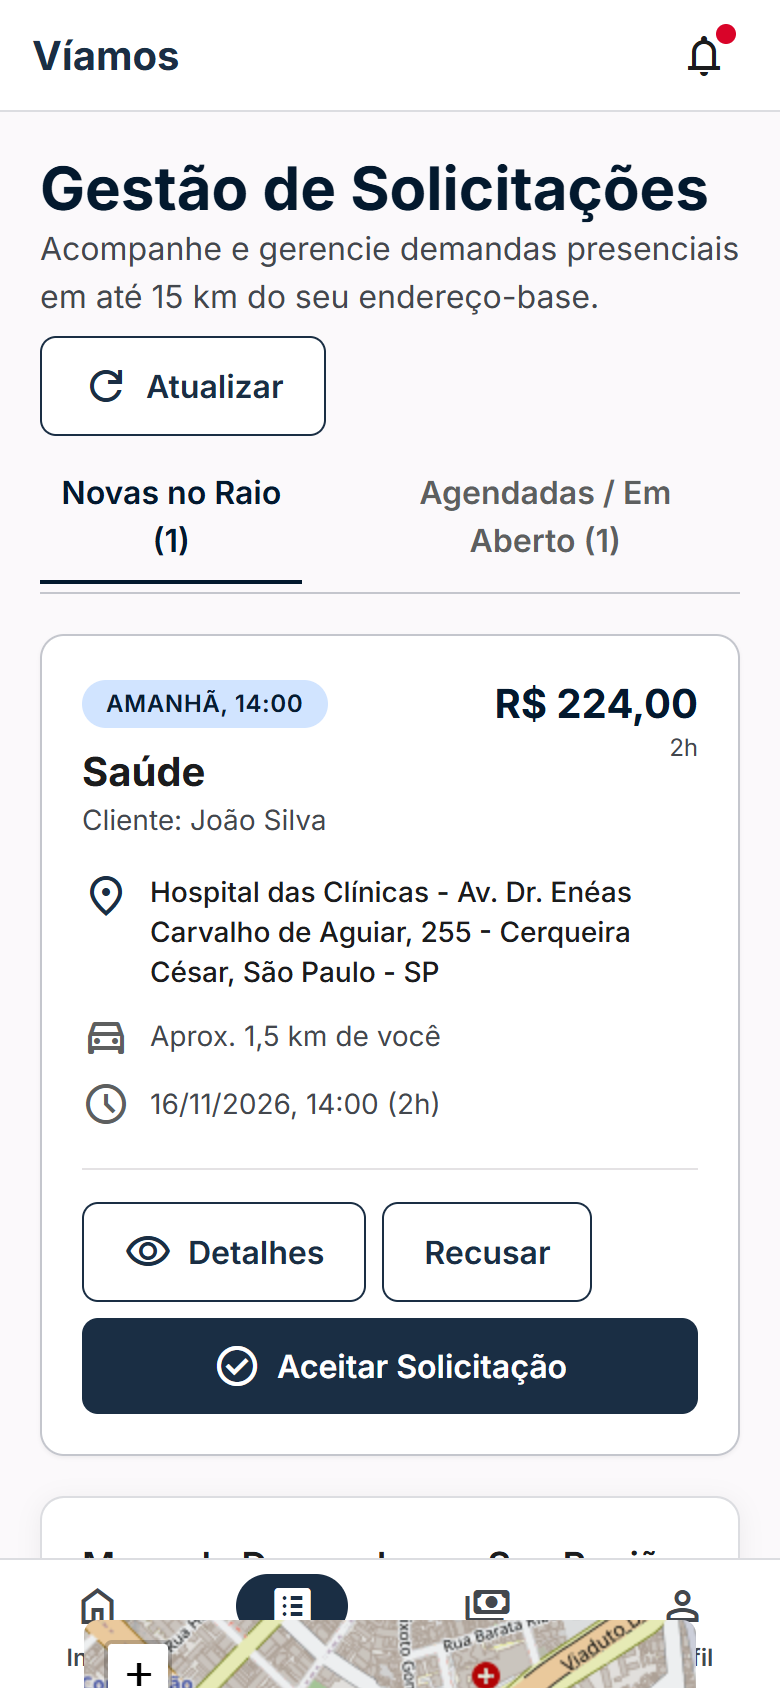 Víamos
Gestão de Solicitações
Acompanhe e gerencie demandas presenciais
em até 15 km do seu endereço-base.
Atualizar
Novas no Raio
(1)
Agendadas / Em
Aberto (1)
AMANHÃ, 14:00
R$ 224,00
2h
Saúde
Cliente: João Silva
Hospital das Clínicas - Av. Dr. Enéas
Carvalho de Aguiar, 255 - Cerqueira
César, São Paulo - SP
Aprox. 1,5 km de você
16/11/2026, 14:00 (2h)
Detalhes
Recusar
Aceitar Solicitação
Rua Barata
Viaduto
+